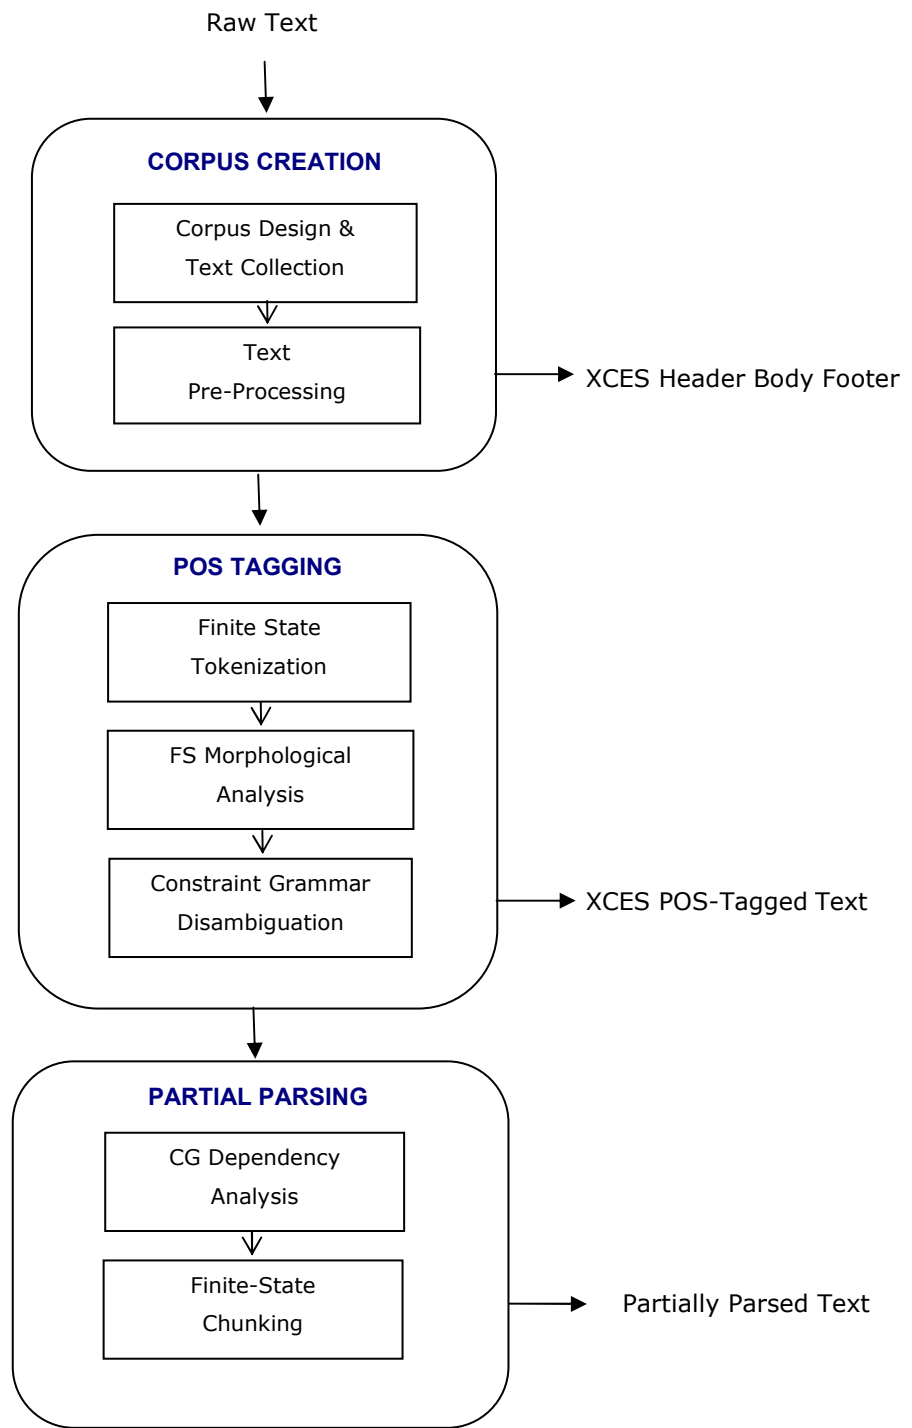 Raw Text
CORPUS CREATION
Corpus Design &
Text Collection
Text
Pre-Processing
XCES Header Body Footer
POS TAGGING
Finite State
Tokenization
FS Morphological
Analysis
Constraint Grammar
Disambiguation
XCES POS-Tagged Text
PARTIAL PARSING
CG Dependency
Analysis
Finite-State
Chunking
Partially Parsed Text